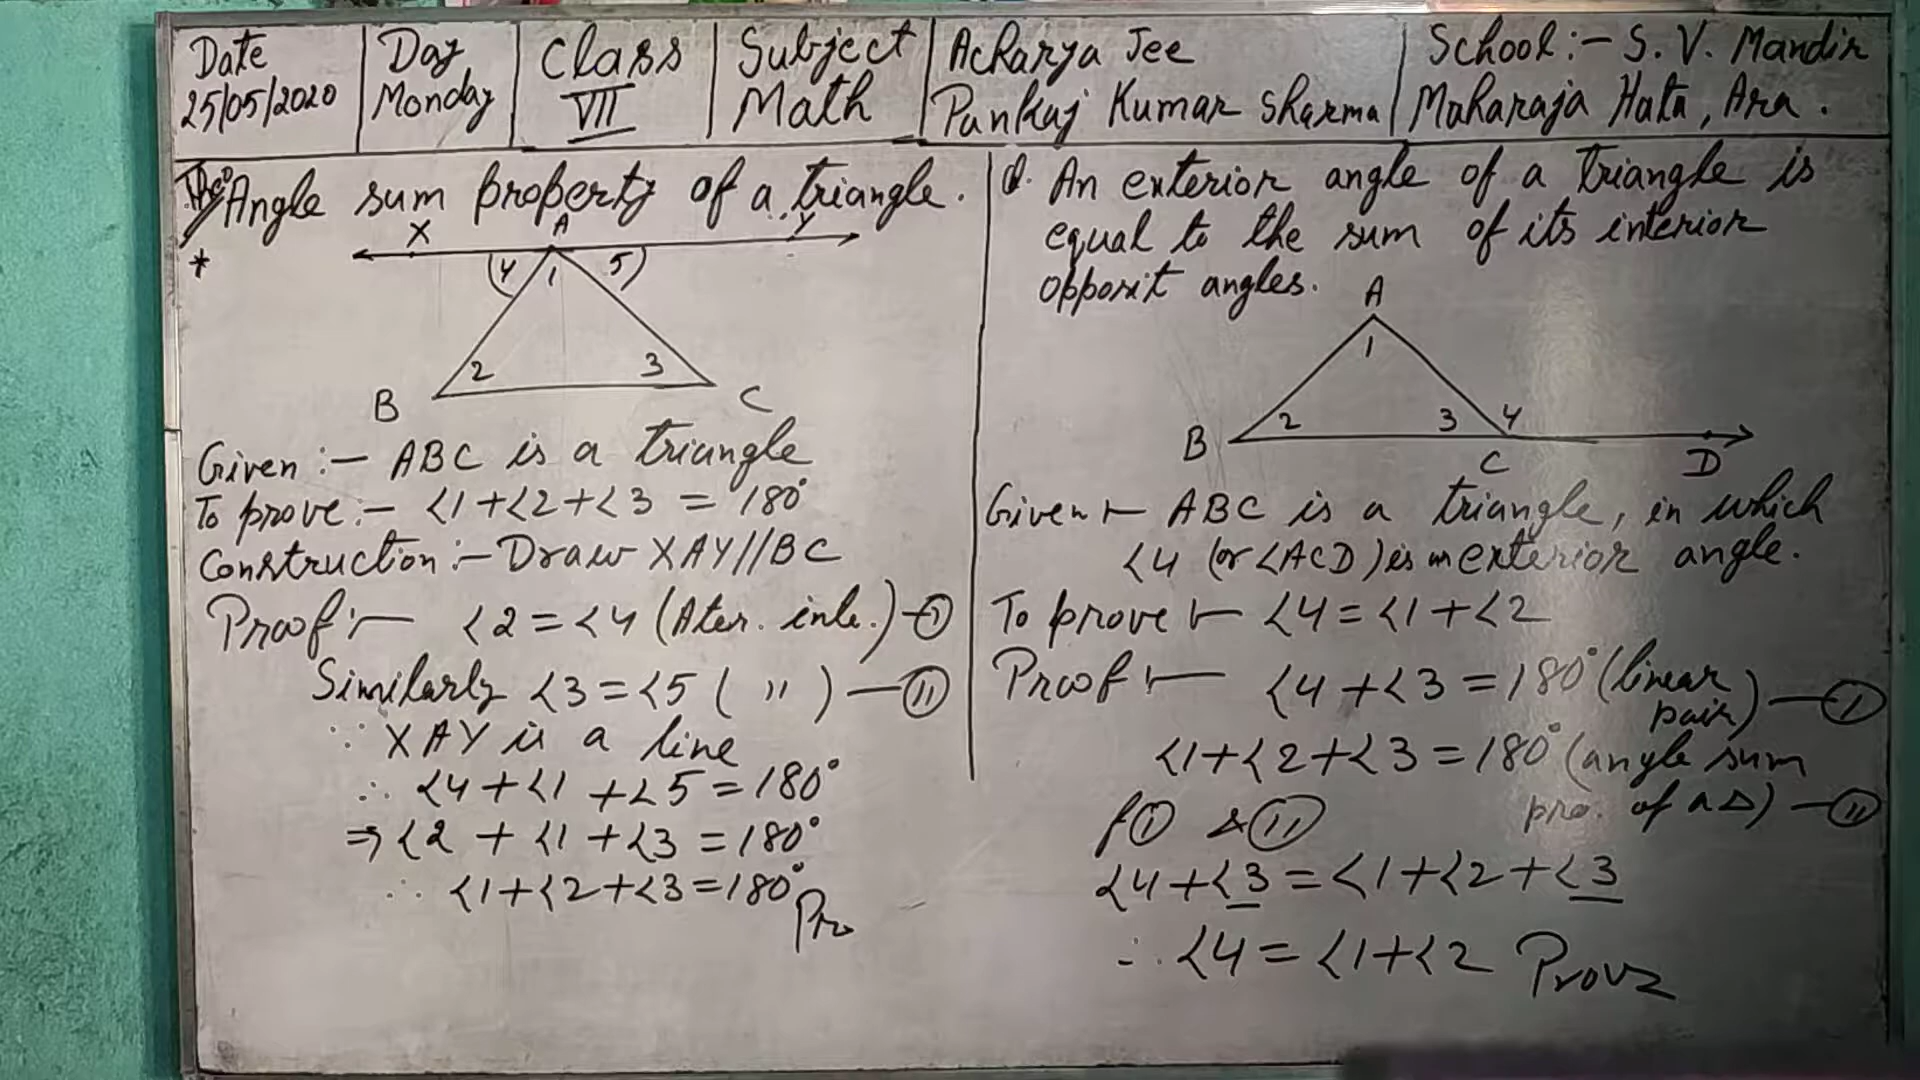 Date
25/05/2020
Day
Monday
Class
VII
Subject
Math
Acharya Jee
Pankaj Kumar Sharma
School:- S. V. Mandir
Maharaja Hata, Ara.
Angle sum property of a triangle.
*
X A Y
4 1 5
2 3
B C
Given :- ABC is a triangle
To prove :- ∠1+∠2+∠3 = 180°
Construction :- Draw XAY//BC
Proof :- ∠2=∠4 (Ater. inte.) - I
Similarly ∠3=∠5 ( " ) - II
∵ XAY is a line
∴ ∠4+∠1+∠5=180°
⇒ ∠2+∠1+∠3=180°
∴ ∠1+∠2+∠3=180°
Pro
Q. An exterior angle of a triangle is
equal to the sum of its interior
opposit angles.
A
1
2 3 4
B C D
Given :- ABC is a triangle, in which
∠4 (or ∠ACD) is an exterior angle.
To prove :- ∠4=∠1+∠2
Proof :- ∠4+∠3=180° (linear
pair) - I
∠1+∠2+∠3=180° (angle sum
pro. of a Δ) - II
f I & II
∠4+∠3=∠1+∠2+∠3
∴ ∠4=∠1+∠2 Prove